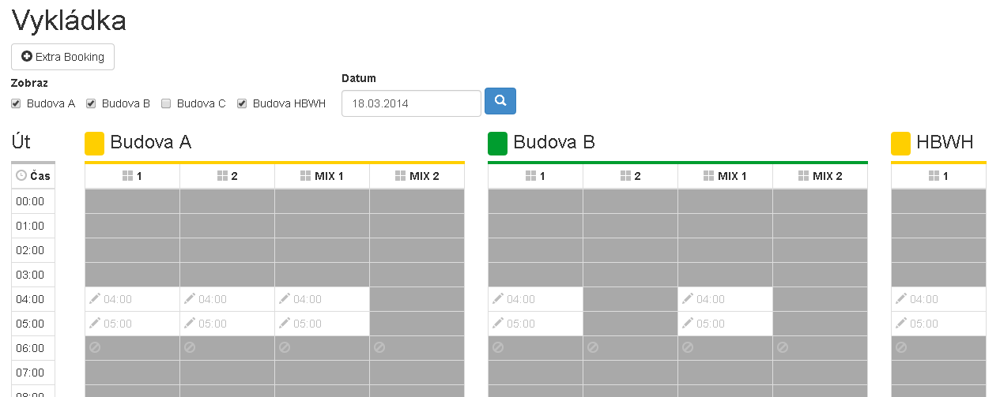 Vykládka
Extra Booking
Zobraz
Budova A Budova B Budova C Budova HBWH
Datum
18.03.2014
Út Budova A Budova B HBWH
Čas 1 2 MIX 1 MIX 2 1 2 MIX 1 MIX 2 1
00:00
01:00
02:00
03:00
04:00 04:00 04:00 04:00 04:00 04:00 04:00
05:00 05:00 05:00 05:00 05:00 05:00 05:00
06:00
07:00
08:00